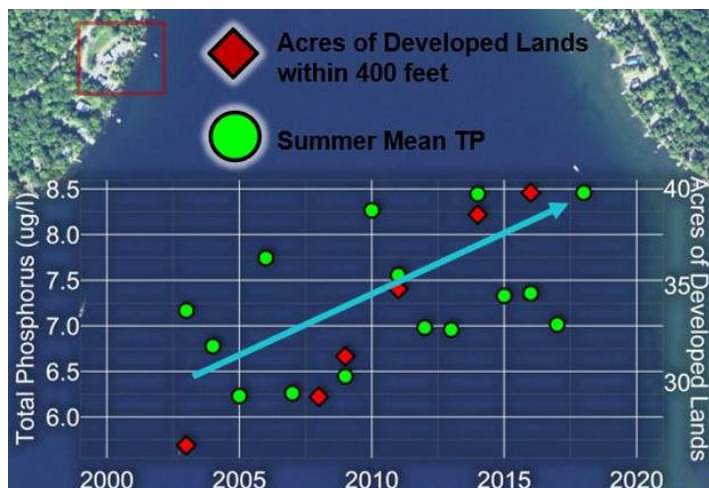 Acres of Developed Lands
within 400 feet
Summer Mean TP
Total Phosphorus (ug/l)
8.5
8.0
7.5
7.0
6.5
6.0
40
35
30
Acres of Developed Lands
2000 2005 2010 2015 2020